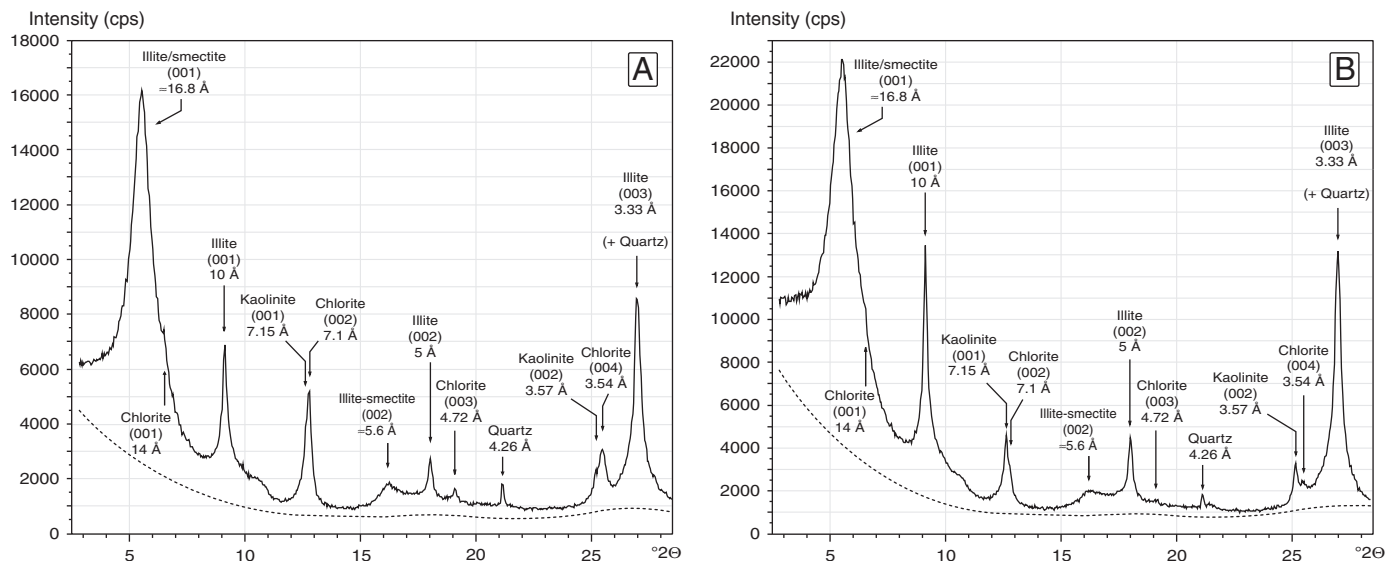 Intensity (cps)
A
18000
16000
14000
12000
10000
8000
6000
4000
2000
0
5
10
15
20
25
°2Θ
Illite/smectite
(001)
=16.8 Å
Chlorite
(001)
14 Å
Illite
(001)
10 Å
Kaolinite
(001)
7.15 Å
Chlorite
(002)
7.1 Å
Illite-smectite
(002)
=5.6 Å
Illite
(002)
5 Å
Chlorite
(003)
4.72 Å
Quartz
4.26 Å
Kaolinite
(002)
3.57 Å
Chlorite
(004)
3.54 Å
Illite
(003)
3.33 Å
(+ Quartz)
Intensity (cps)
B
22000
20000
18000
16000
14000
12000
10000
8000
6000
4000
2000
0
5
10
15
20
25
°2Θ
Illite/smectite
(001)
=16.8 Å
Chlorite
(001)
14 Å
Illite
(001)
10 Å
Kaolinite
(001)
7.15 Å
Chlorite
(002)
7.1 Å
Illite-smectite
(002)
=5.6 Å
Illite
(002)
5 Å
Chlorite
(003)
4.72 Å
Quartz
4.26 Å
Kaolinite
(002)
3.57 Å
Chlorite
(004)
3.54 Å
Illite
(003)
3.33 Å
(+ Quartz)